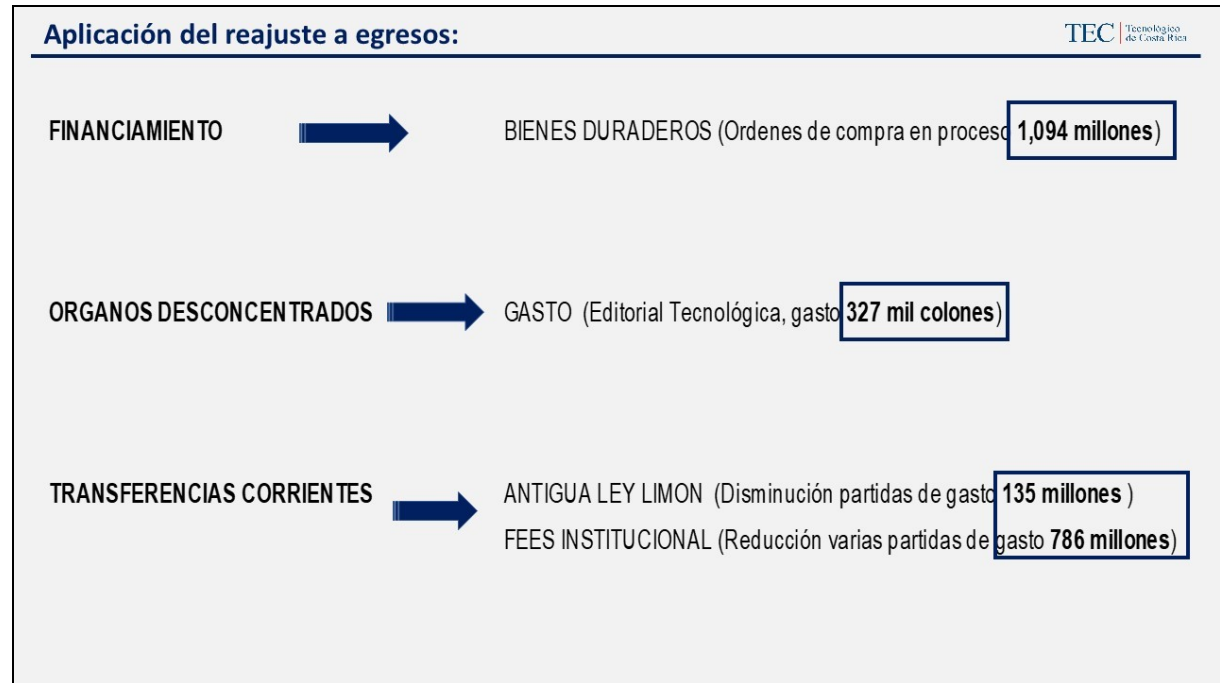 Aplicación del reajuste a egresos:
TEC | Tecnológico
de Costa Rica
FINANCIAMIENTO
BIENES DURADEROS (Ordenes de compra en proceso 1,094 millones)
ORGANOS DESCONCENTRADOS
GASTO (Editorial Tecnológica, gasto 327 mil colones)
TRANSFERENCIAS CORRIENTES
ANTIGUA LEY LIMON (Disminución partidas de gasto 135 millones )
FEES INSTITUCIONAL (Reducción varias partidas de gasto 786 millones)